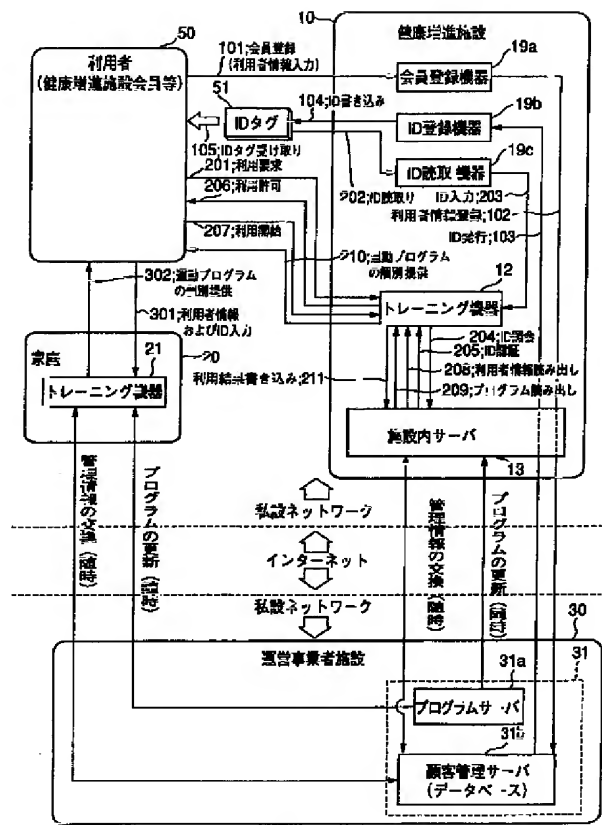 50
利用者
(健康増進施設会員等)
101;会員登録
(利用者情報入力)
10
健康増進施設
19a
会員登録機器
51
IDタグ
104;ID書き込み
19b
ID登録機器
105;IDタグ受け取り
19c
ID読取機器
201;利用要求
206;利用許可
202;ID読取り
ID入力;203
利用者情報登録;102
ID発行;103
207;利用開始
210;運動プログラム
の個別提供
12
トレーニング機器
302;運動プログラム
の個別提供
301;利用者情報
およびID入力
204;ID照会
205;ID認証
208;利用者情報読み出し
209;プログラム読み出し
利用結果書き込み;211
家庭
20
21
トレーニング機器
施設内サーバ
13
管理情報の交換(随時)
プログラムの更新(随時)
管理情報の交換(随時)
プログラムの更新(随時)
私設ネットワーク
インターネット
私設ネットワーク
30
運営事業者施設
31
31a
プログラムサーバ
31b
顧客管理サーバ
(データベース)